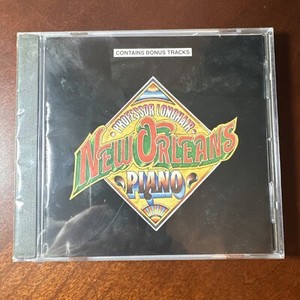 CONTAINS BONUS TRACKS
PROFESSOR LONGHAIR
NEW ORLEANS
PIANO